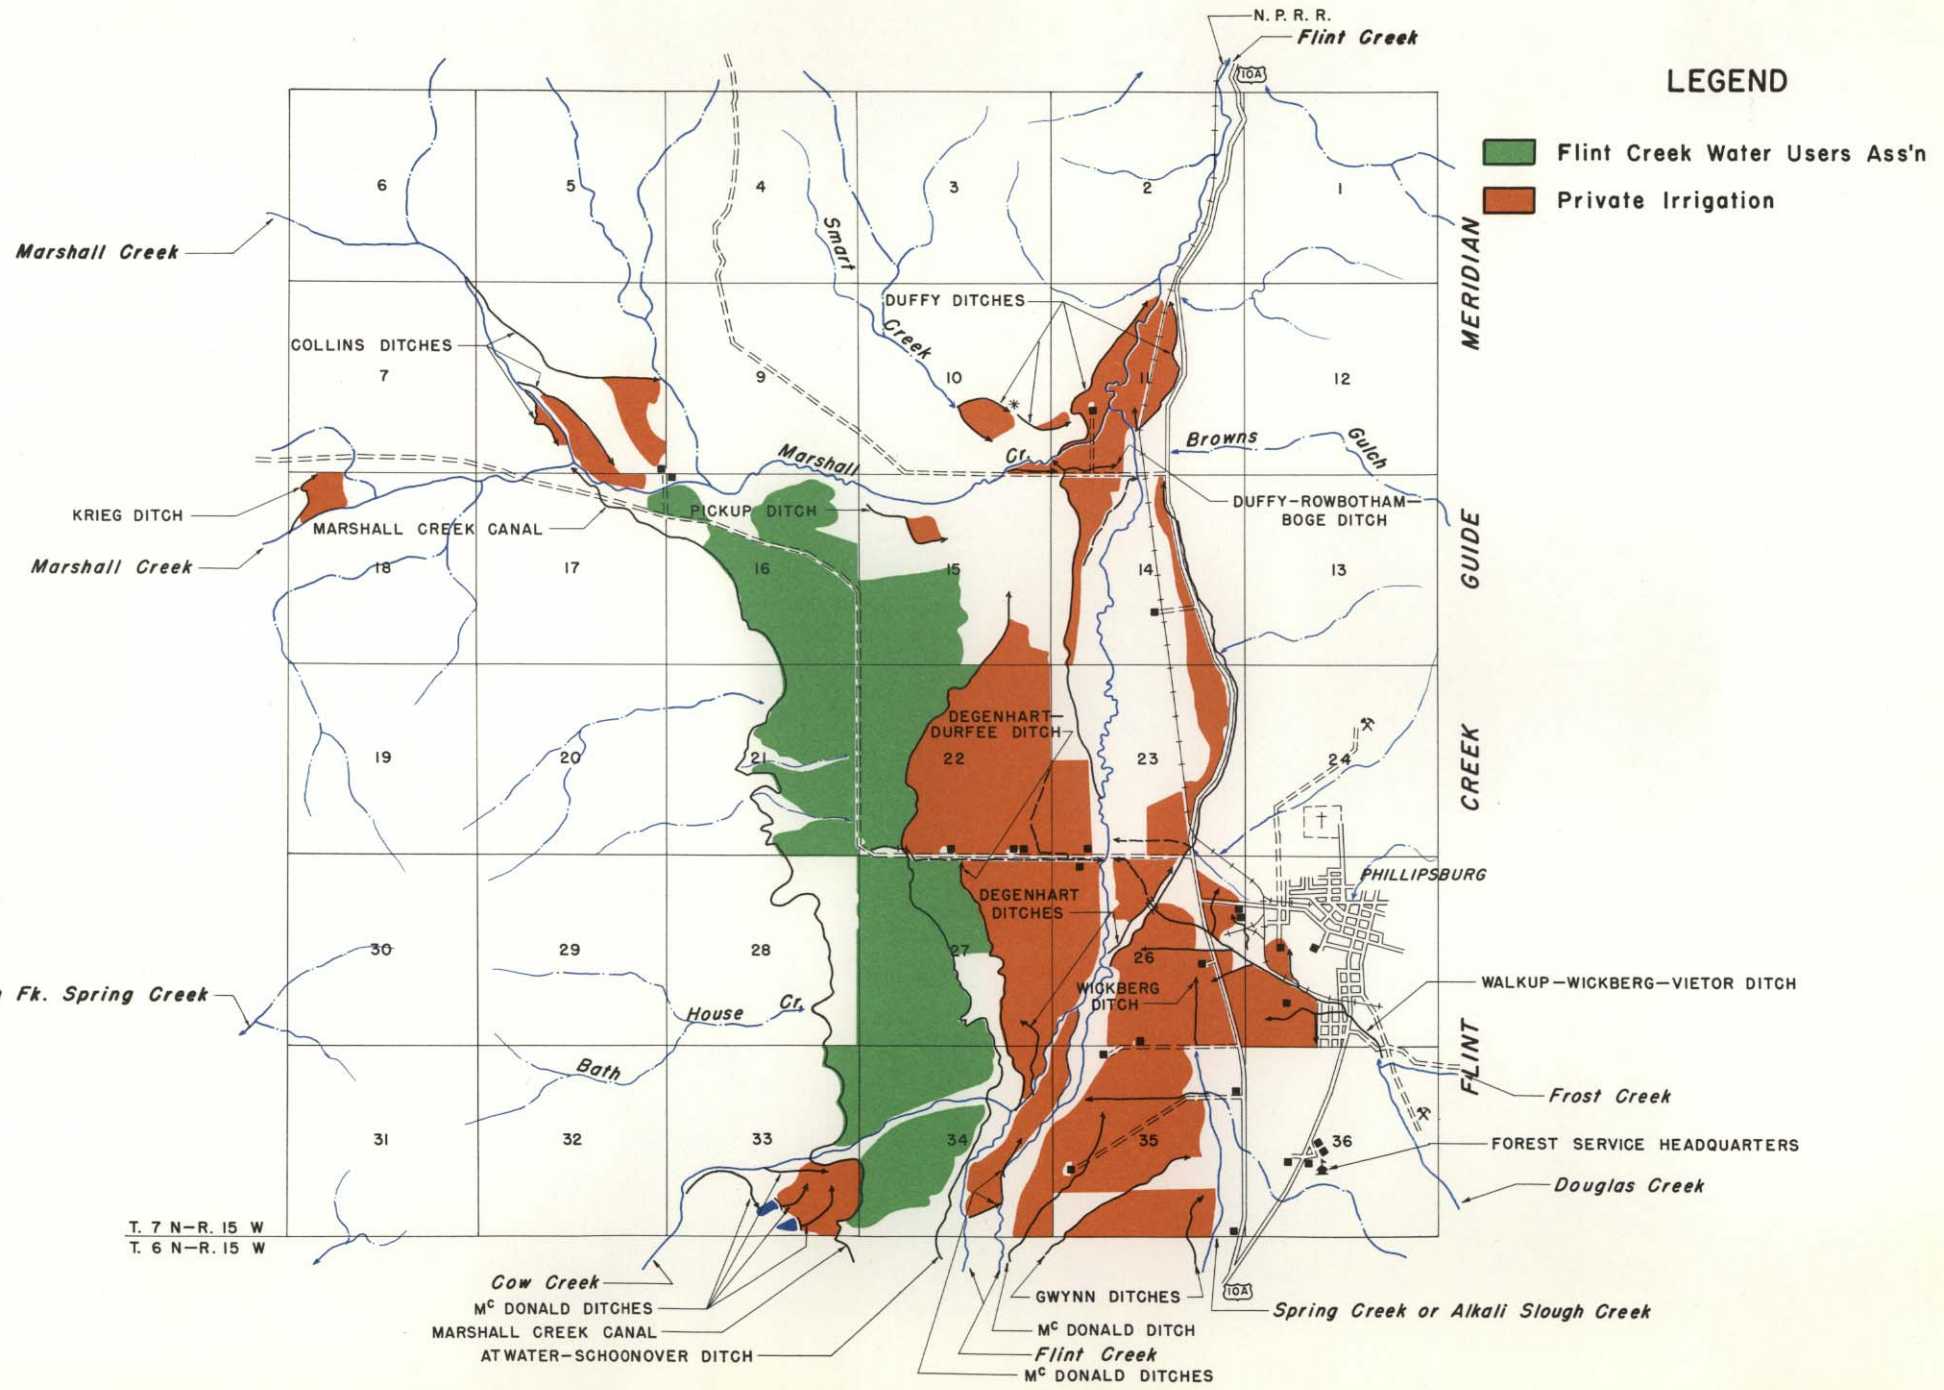 N. P. R. R.
Flint Creek
10A
LEGEND
Flint Creek Water Users Ass'n
Private Irrigation
6
5
4
3
2
1
Marshall Creek
Smart
Creek
MERIDIAN
DUFFY DITCHES
COLLINS DITCHES
7
9
10
11
12
Marshall
Cr.
Browns
Gulch
KRIEG DITCH
MARSHALL CREEK CANAL
PICKUP DITCH
DUFFY-ROWBOTHAM-
BOGE DITCH
GUIDE
Marshall Creek
18
17
16
15
14
13
DEGENHART-
DURFEE DITCH
19
20
21
22
23
24
CREEK
PHILLIPSBURG
DEGENHART
DITCHES
30
29
28
27
26
WICKBERG
DITCH
WALKUP-WICKBERG-VIETOR DITCH
Fk. Spring Creek
House
Cr.
Bath
FLINT
Frost Creek
31
32
33
34
35
36
FOREST SERVICE HEADQUARTERS
Douglas Creek
T. 7 N-R. 15 W
T. 6 N-R. 15 W
Cow Creek
Mc DONALD DITCHES
MARSHALL CREEK CANAL
ATWATER-SCHOONOVER DITCH
GWYNN DITCHES
10A
Spring Creek or Alkali Slough Creek
Mc DONALD DITCH
Flint Creek
Mc DONALD DITCHES